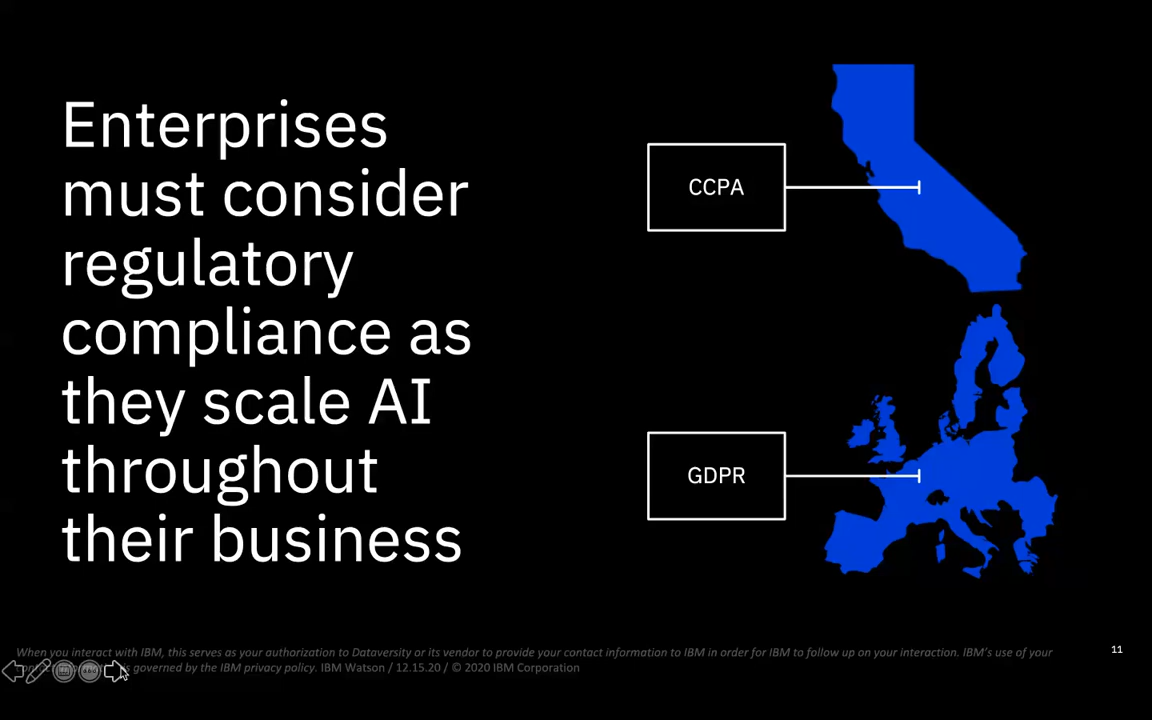 Enterprises
must consider
regulatory
compliance as
they scale AI
throughout
their business
CCPA
GDPR
When you interact with IBM, this serves as your authorization to Dataversity or its vendor to provide your contact information to IBM in order for IBM to follow up on your interaction. IBM's use of your
governed by the IBM privacy policy. IBM Watson / 12.15.20 / © 2020 IBM Corporation
11